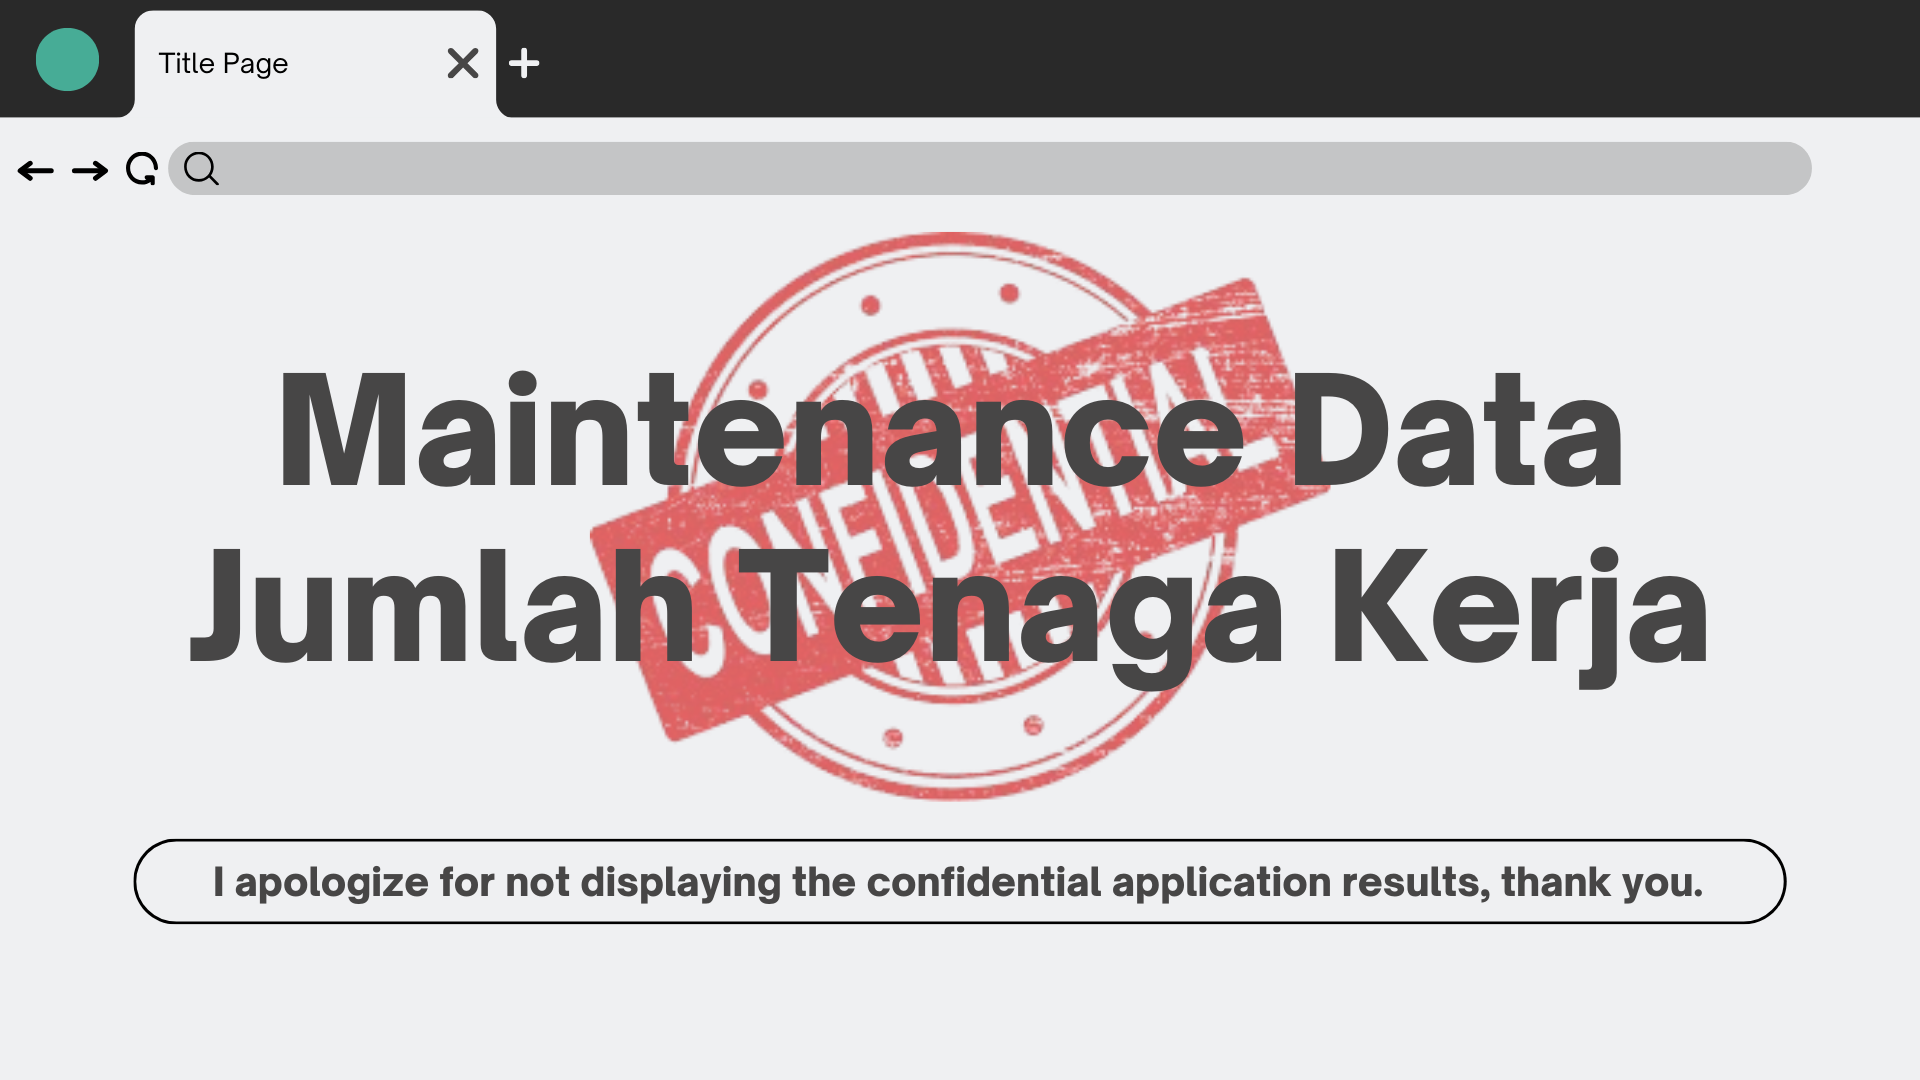 Title Page
Maintenance Data
CONFIDENTIAL
Jumlah Tenaga Kerja
I apologize for not displaying the confidential application results, thank you.